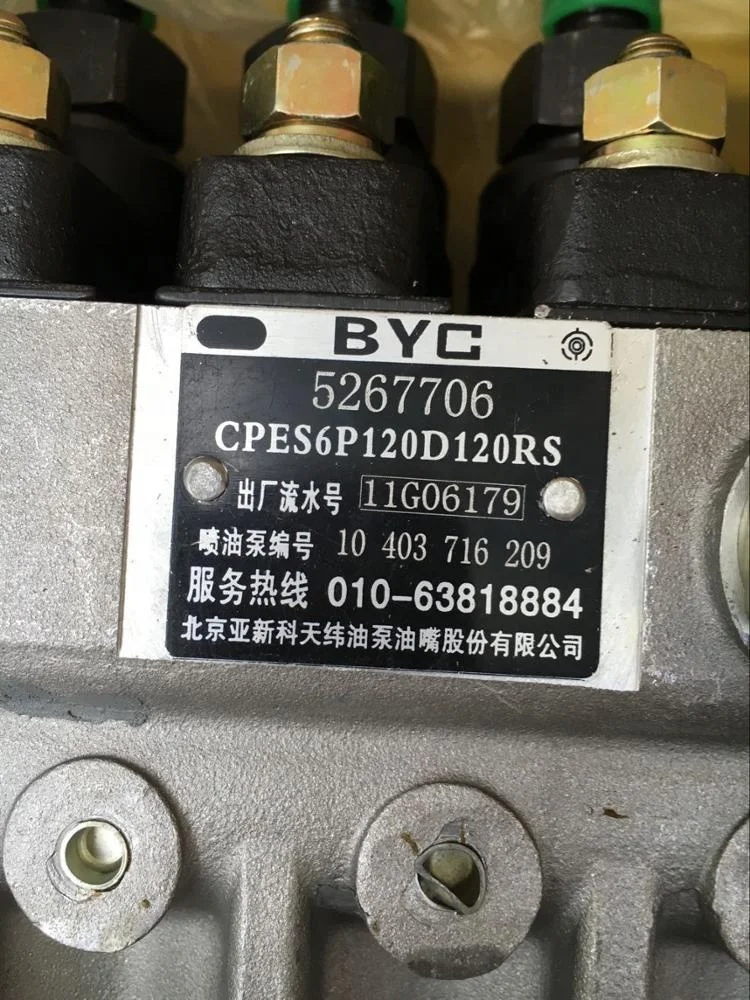 BYC
5267706
CPES6P120D120RS
出厂流水号 11G06179
喷油泵编号 10 403 716 209
服务热线 010-63818884
北京亚新科天纬油泵油嘴股份有限公司